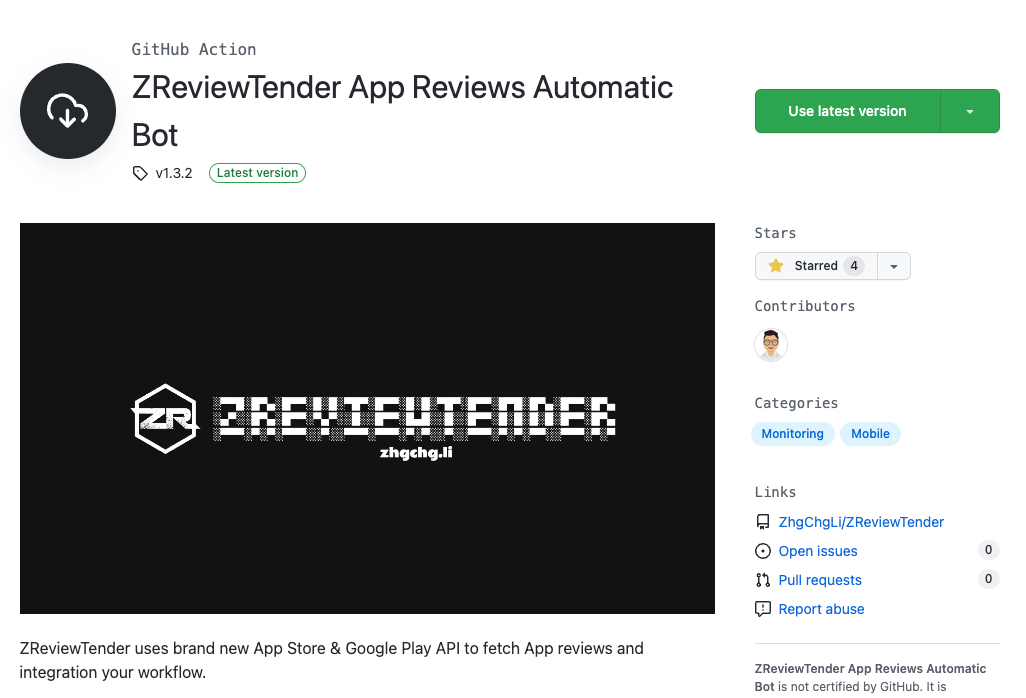 GitHub Action
ZReviewTender App Reviews Automatic
Bot
v1.3.2 Latest version
Use latest version
ZR ZREVIEWTENDER
zhgchg.li
Stars
Starred 4
Contributors
Categories
Monitoring Mobile
Links
ZhgChgLi/ZReviewTender
Open issues 0
Pull requests 0
Report abuse
ZReviewTender uses brand new App Store & Google Play API to fetch App reviews and
integration your workflow.
ZReviewTender App Reviews Automatic
Bot is not certified by GitHub. It is